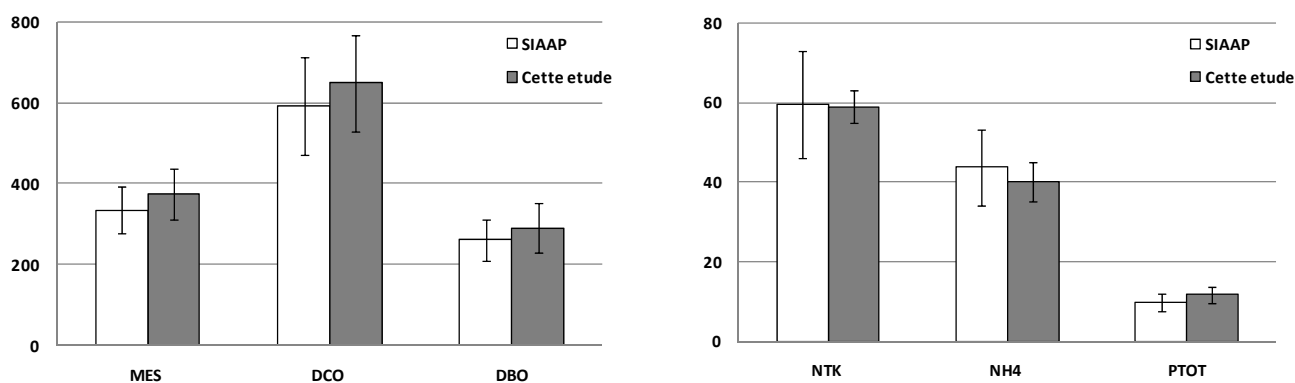 800
600
400
200
0
SIAAP
Cette etude
MES DCO DBO
80
60
40
20
0
SIAAP
Cette etude
NTK NH4 PTOT